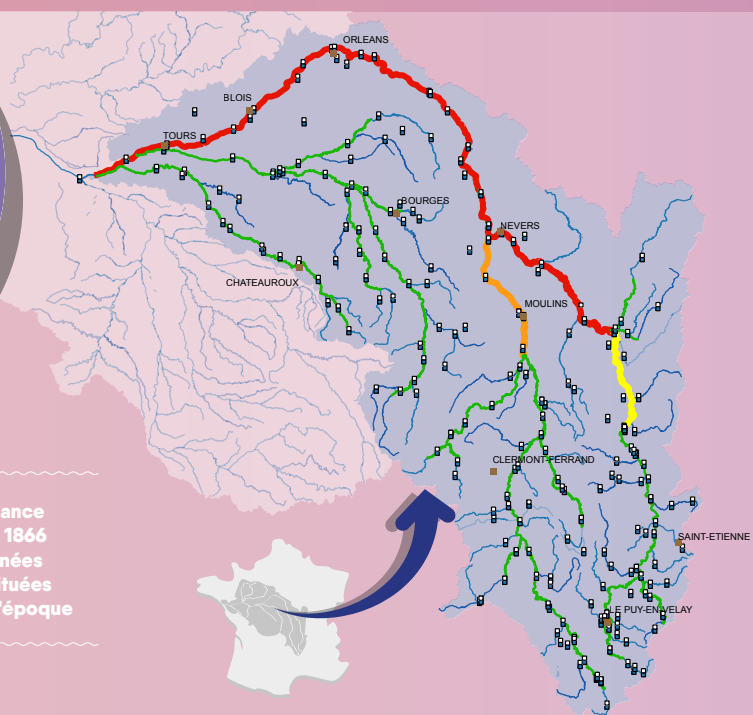 ORLEANS
BLOIS
TOURS
BOURGES
NEVERS
CHATEAUROUX
MOULINS
CLERMONT-FERRAND
ance
1866
nées
ituées
'époque
SAINT-ETIENNE
LE PUY-EN-VELAY